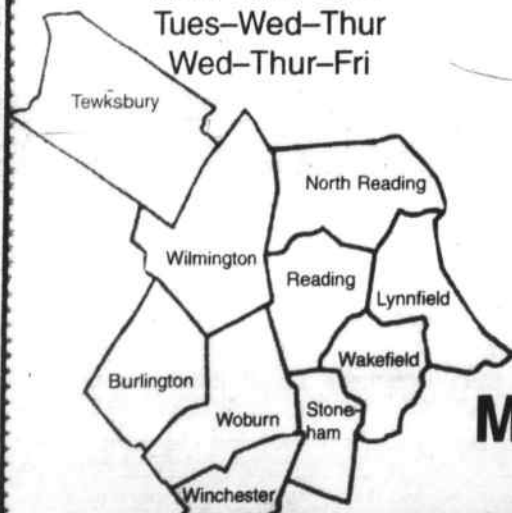 Tues–Wed–Thur
Wed–Thur–Fri
Tewksbury
North Reading
Wilmington
Reading
Lynnfield
Wakefield
Burlington
Stone-
ham
Woburn
M
Winchester